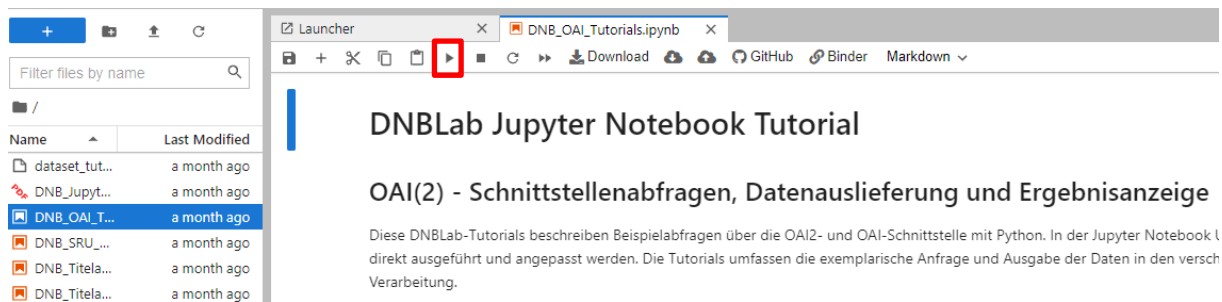 +
Filter files by name
/
Name Last Modified
dataset_tut... a month ago
DNB_Jupyt... a month ago
DNB_OAI_T... a month ago
DNB_SRU_... a month ago
DNB_Titela... a month ago
DNB_Titela... a month ago
Launcher × DNB_OAI_Tutorials.ipynb ×
Download GitHub Binder Markdown
DNBLab Jupyter Notebook Tutorial
OAI(2) - Schnittstellenabfragen, Datenauslieferung und Ergebnisanzeige
Diese DNBLab-Tutorials beschreiben Beispielabfragen über die OAI2- und OAI-Schnittstelle mit Python. In der Jupyter Notebook U
direkt ausgeführt und angepasst werden. Die Tutorials umfassen die exemplarische Anfrage und Ausgabe der Daten in den versch
Verarbeitung.